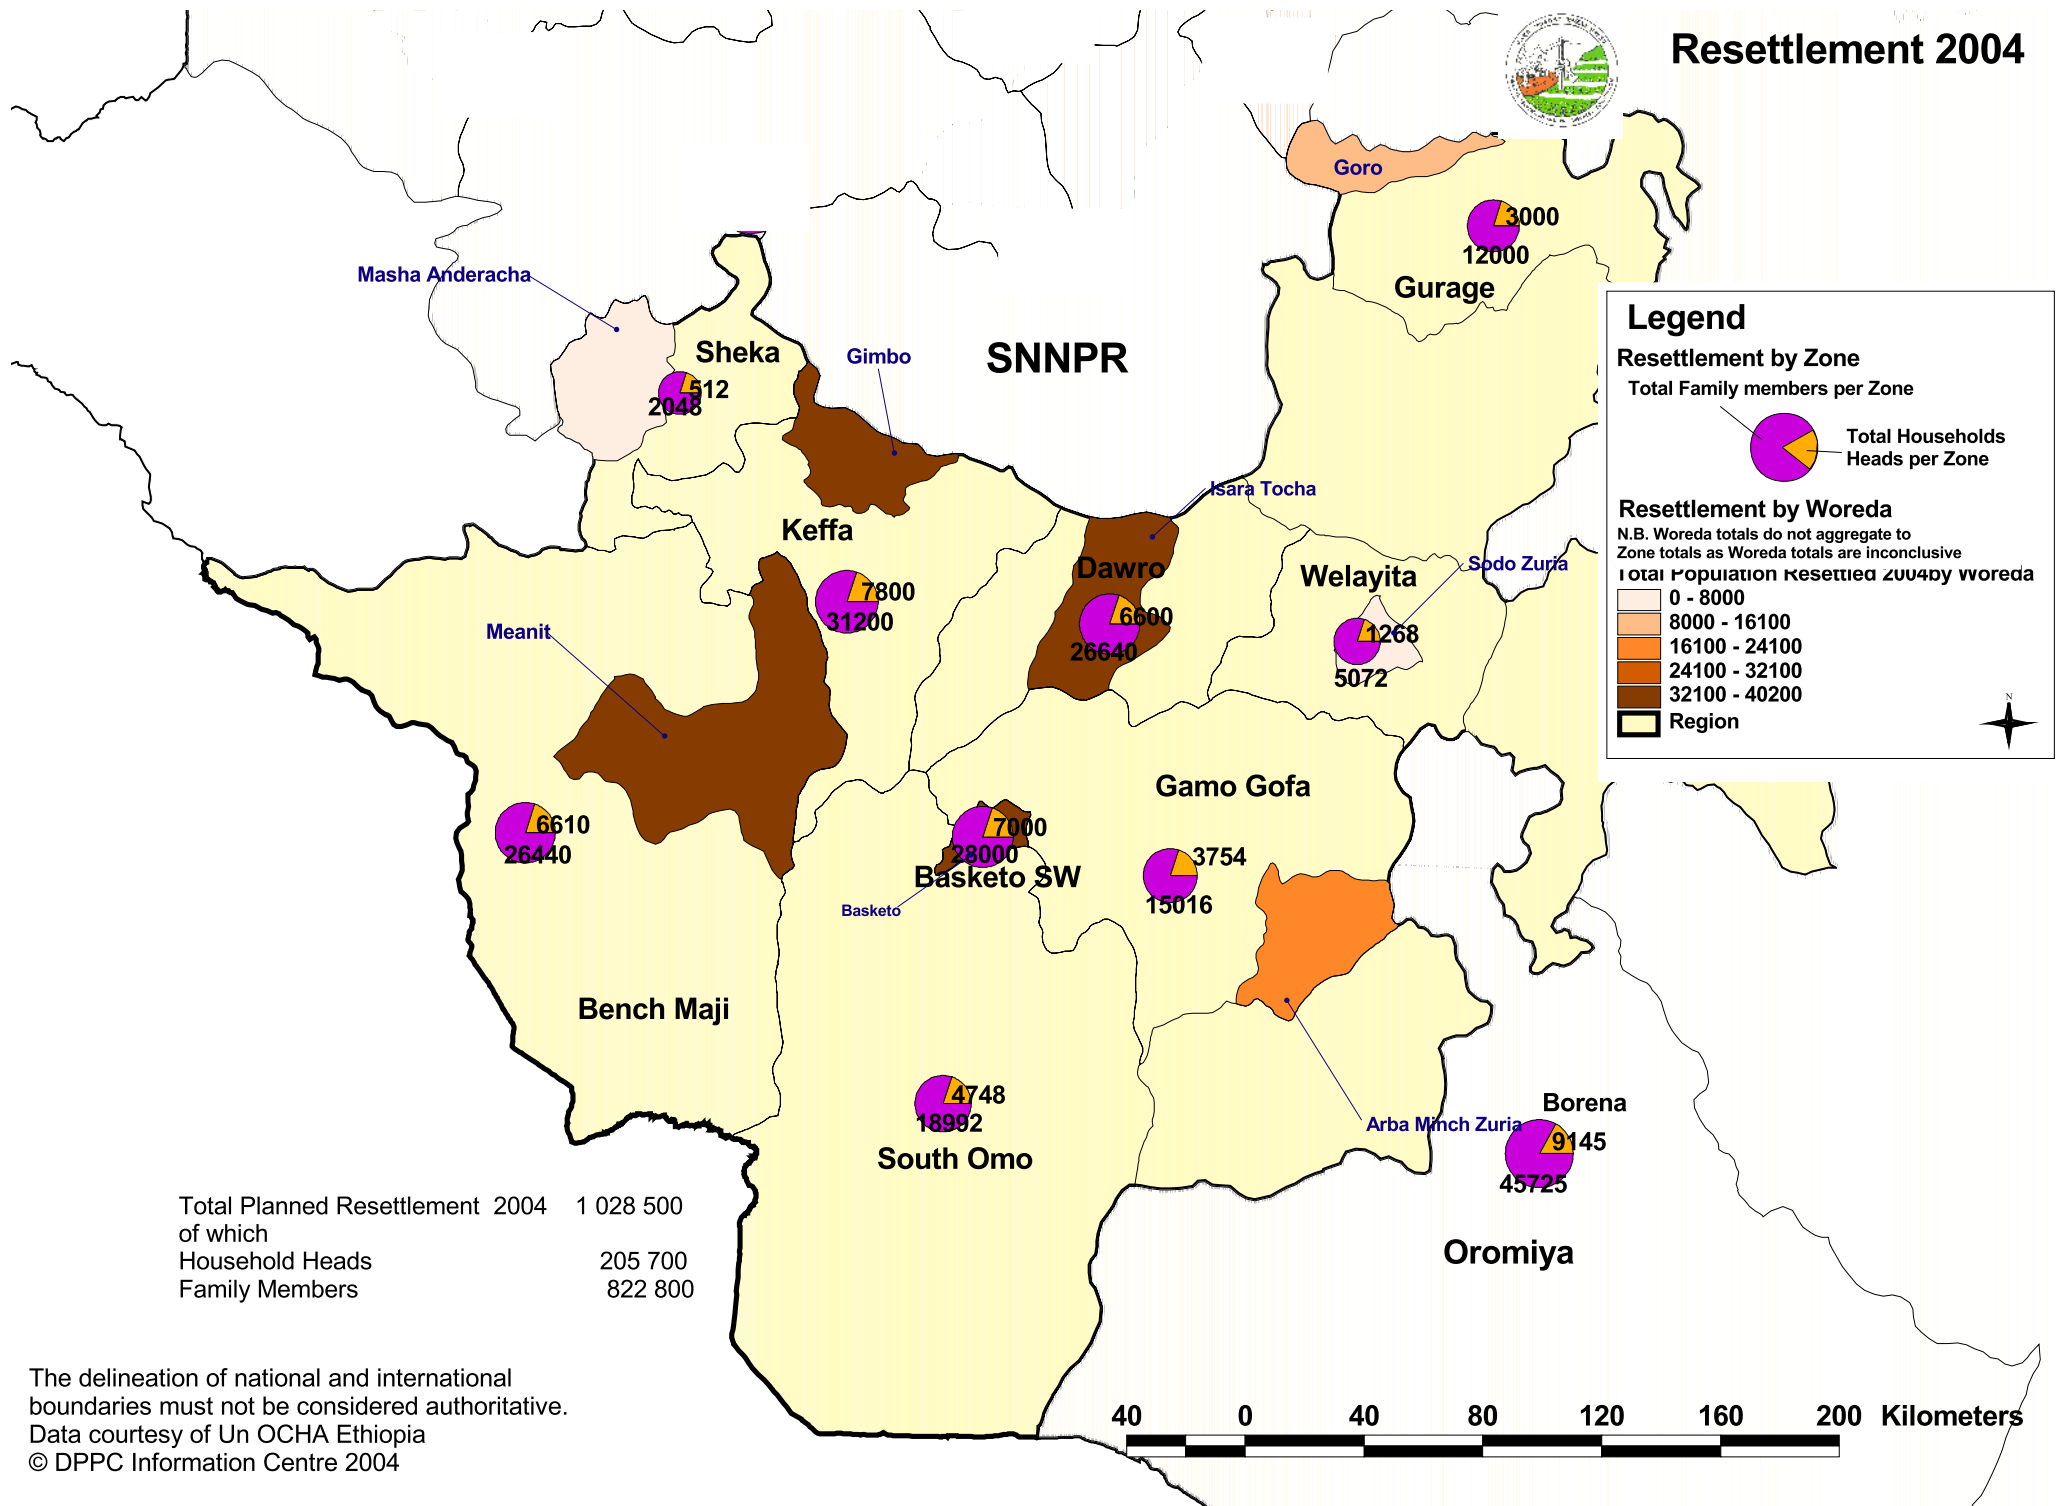 Resettlement 2004
Goro
3000
12000
Gurage
Masha Anderacha
Sheka
512
2048
Gimbo
SNNPR
Legend
Resettlement by Zone
Total Family members per Zone
Total Households
Heads per Zone
Resettlement by Woreda
N.B. Woreda totals do not aggregate to
Zone totals as Woreda totals are inconclusive
Total Population Resettled 2004by Woreda
0 - 8000
8000 - 16100
16100 - 24100
24100 - 32100
32100 - 40200
Region
N
Isara Tocha
Keffa
7800
31200
Dawro
6600
26640
Welayita
Sodo Zuria
1268
5072
Meanit
6610
26440
Gamo Gofa
7000
28000
Basketo SW
Basketo
3754
15016
Bench Maji
4748
18992
South Omo
Arba Minch Zuria
Borena
9145
45725
Oromiya
Total Planned Resettlement 2004 1 028 500
of which
Household Heads 205 700
Family Members 822 800
The delineation of national and international
boundaries must not be considered authoritative.
Data courtesy of Un OCHA Ethiopia
© DPPC Information Centre 2004
40 0 40 80 120 160 200 Kilometers